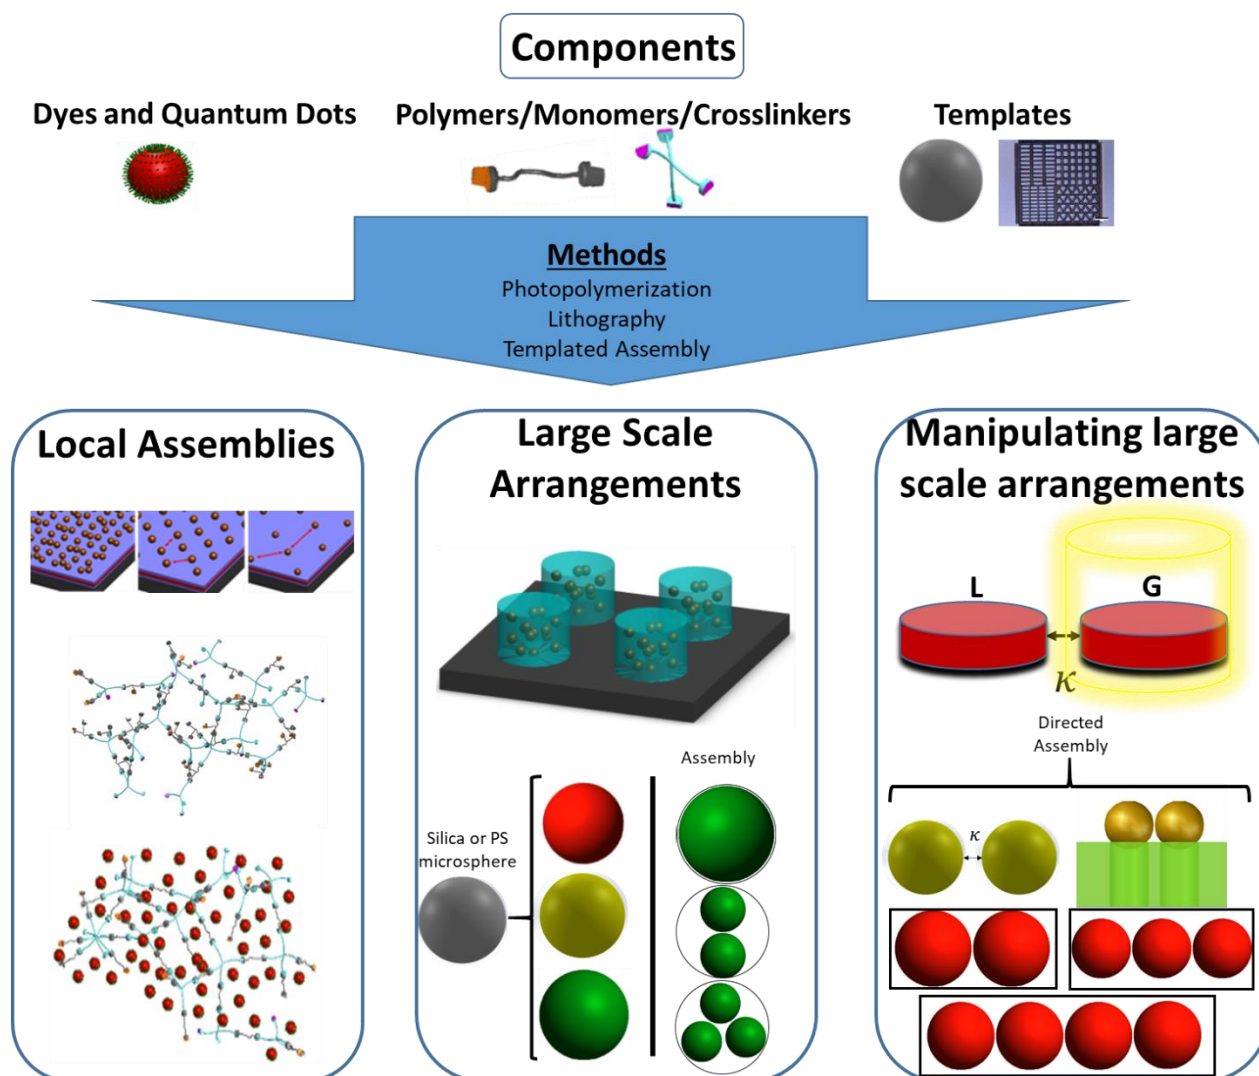 Components
Dyes and Quantum Dots
Polymers/Monomers/Crosslinkers
Templates
Methods
Photopolymerization
Lithography
Templated Assembly
Local Assemblies
Large Scale
Arrangements
Silica or PS
microsphere
Assembly
Manipulating large
scale arrangements
L
G
κ
Directed
Assembly
κ